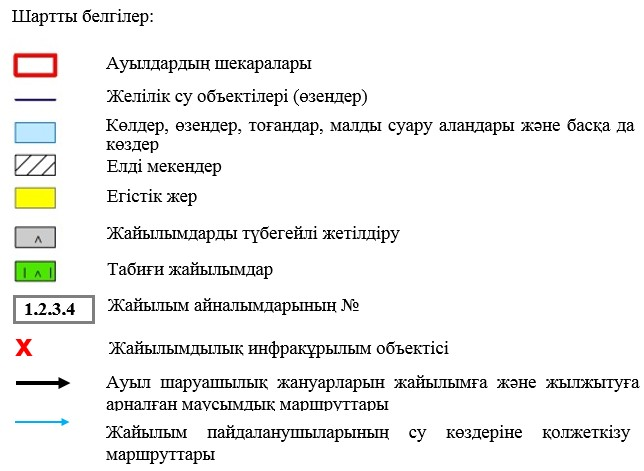 Шартты белгілер:
Ауылдардың шекаралары
Желілік су объектілері (өзендер)
Көлдер, өзендер, тоғандар, малды суару аландары және басқа да
көздер
Елді мекендер
Егістік жер
Жайылымдарды түбегейлі жетілдіру
Табиғи жайылымдар
1.2.3.4 Жайылым айналымдарының №
X Жайылымдылық инфрақұрылым объектісі
Ауыл шаруашылық жануарларын жайылымға және жылжытуға
арналған маусымдық маршруттары
Жайылым пайдаланушыларының су көздеріне қолжеткізу
маршруттары